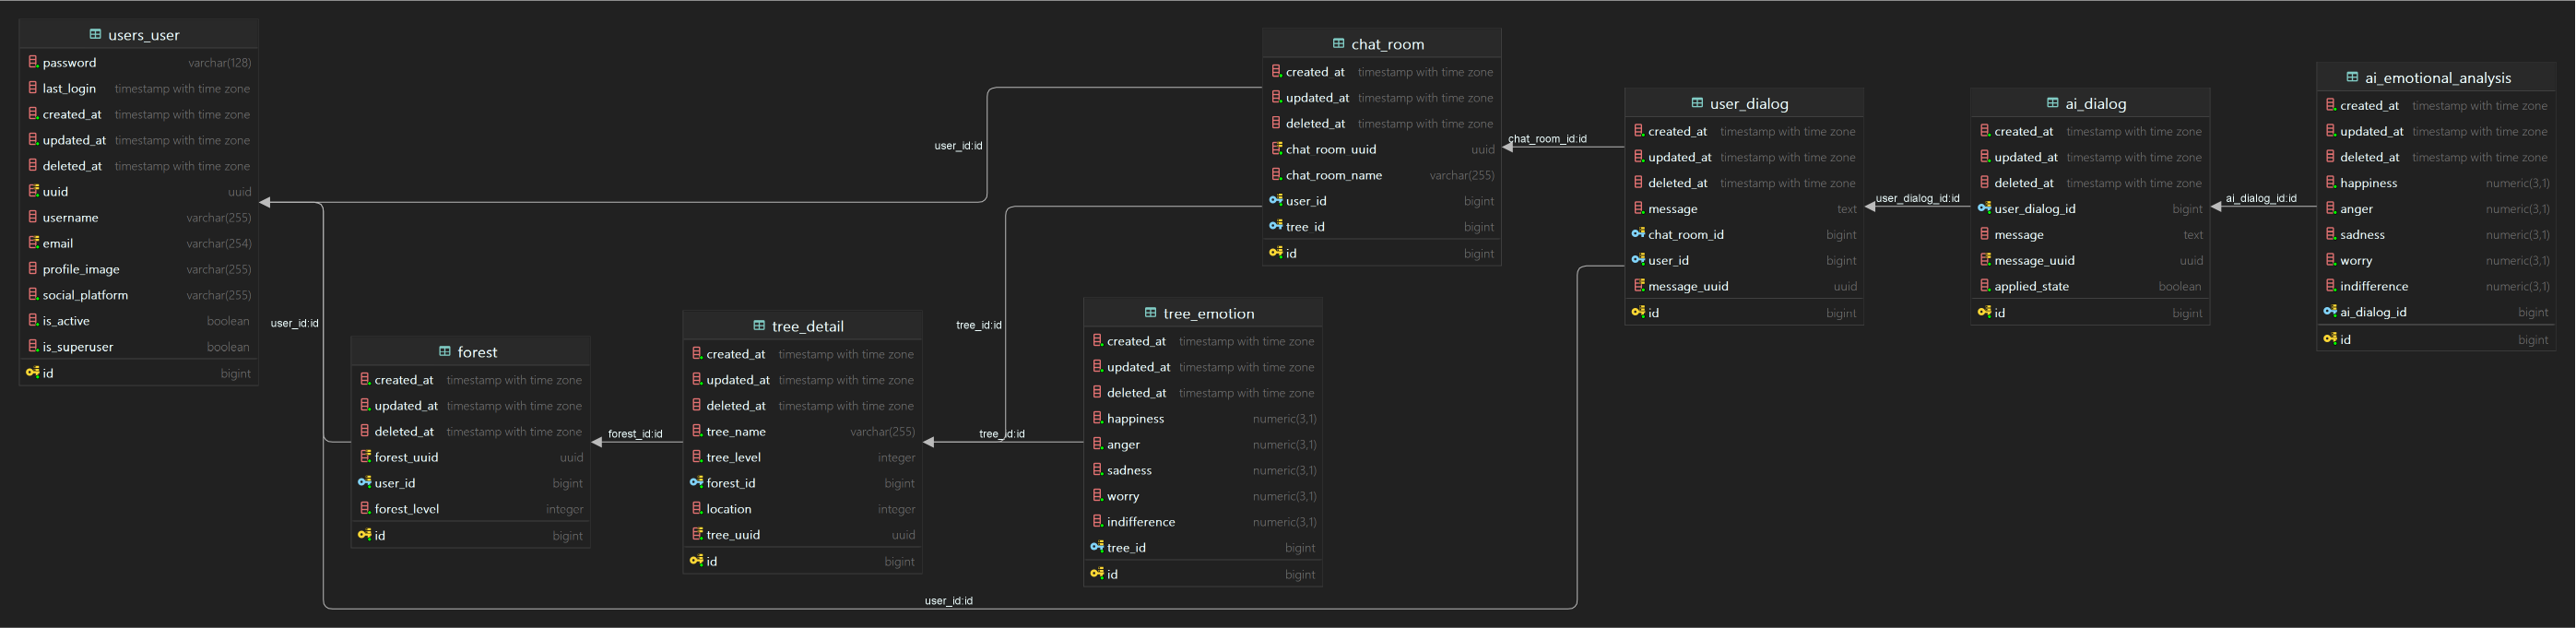 users_user
password varchar(128)
last_login timestamp with time zone
created_at timestamp with time zone
updated_at timestamp with time zone
deleted_at timestamp with time zone
uuid uuid
username varchar(255)
email varchar(254)
profile_image varchar(255)
social_platform varchar(255)
is_active boolean
is_superuser boolean
id bigint
user_id:id
forest
created_at timestamp with time zone
updated_at timestamp with time zone
deleted_at timestamp with time zone
forest_uuid uuid
user_id bigint
forest_level integer
id bigint
forest_id:id
tree_detail
created_at timestamp with time zone
updated_at timestamp with time zone
deleted_at timestamp with time zone
tree_name varchar(255)
tree_level integer
forest_id bigint
location integer
tree_uuid uuid
id bigint
user_id:id
tree_id:id
tree_id:id
user_id:id
tree_emotion
created_at timestamp with time zone
updated_at timestamp with time zone
deleted_at timestamp with time zone
happiness numeric(3,1)
anger numeric(3,1)
sadness numeric(3,1)
worry numeric(3,1)
indifference numeric(3,1)
tree_id bigint
id bigint
chat_room
created_at timestamp with time zone
updated_at timestamp with time zone
deleted_at timestamp with time zone
chat_room_uuid uuid
chat_room_name varchar(255)
user_id bigint
tree_id bigint
id bigint
chat_room_id:id
user_dialog
created_at timestamp with time zone
updated_at timestamp with time zone
deleted_at timestamp with time zone
message text
chat_room_id bigint
user_id bigint
message_uuid uuid
id bigint
user_dialog_id:id
ai_dialog
created_at timestamp with time zone
updated_at timestamp with time zone
deleted_at timestamp with time zone
user_dialog_id bigint
message text
message_uuid uuid
applied_state boolean
id bigint
ai_dialog_id:id
ai_emotional_analysis
created_at timestamp with time zone
updated_at timestamp with time zone
deleted_at timestamp with time zone
happiness numeric(3,1)
anger numeric(3,1)
sadness numeric(3,1)
worry numeric(3,1)
indifference numeric(3,1)
ai_dialog_id bigint
id bigint